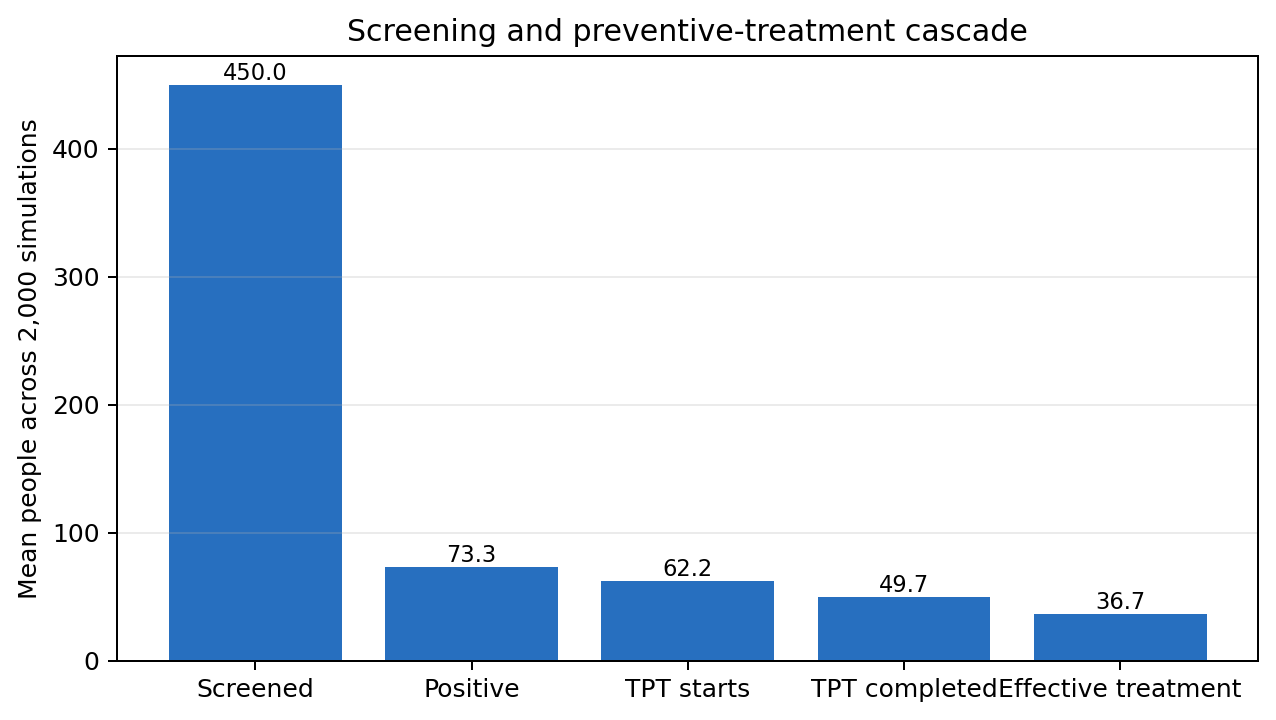 Screening and preventive-treatment cascade
Mean people across 2,000 simulations
400
300
200
100
0
450.0
73.3
62.2
49.7
36.7
Screened
Positive
TPT starts
TPT completed
Effective treatment